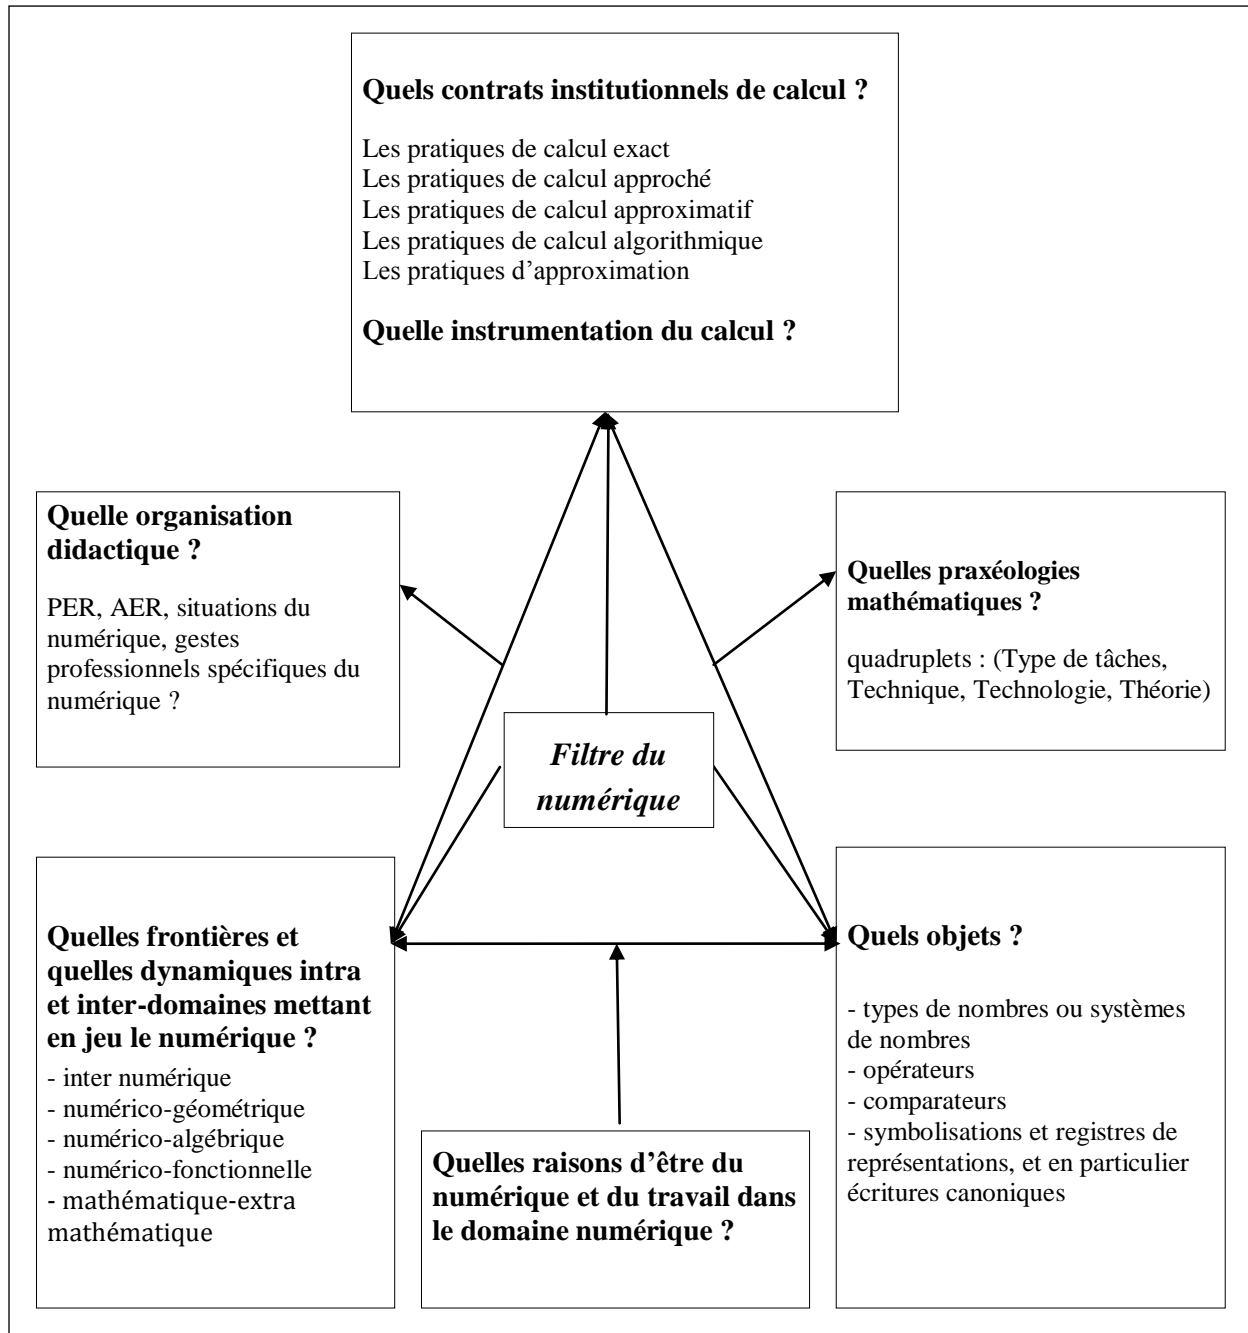 Quels contrats institutionnels de calcul ?
Les pratiques de calcul exact
Les pratiques de calcul approché
Les pratiques de calcul approximatif
Les pratiques de calcul algorithmique
Les pratiques d’approximation
Quelle instrumentation du calcul ?
Quelle organisation
didactique ?
PER, AER, situations du
numérique, gestes
professionnels spécifiques du
numérique ?
Quelles praxéologies
mathématiques ?
quadruplets : (Type de tâches,
Technique, Technologie, Théorie)
Filtre du
numérique
Quelles frontières et
quelles dynamiques intra
et inter-domaines mettant
en jeu le numérique ?
- inter numérique
- numérico-géométrique
- numérico-algébrique
- numérico-fonctionnelle
- mathématique-extra
mathématique
Quelles raisons d’être du
numérique et du travail dans
le domaine numérique ?
Quels objets ?
- types de nombres ou systèmes
de nombres
- opérateurs
- comparateurs
- symbolisations et registres de
représentations, et en particulier
écritures canoniques